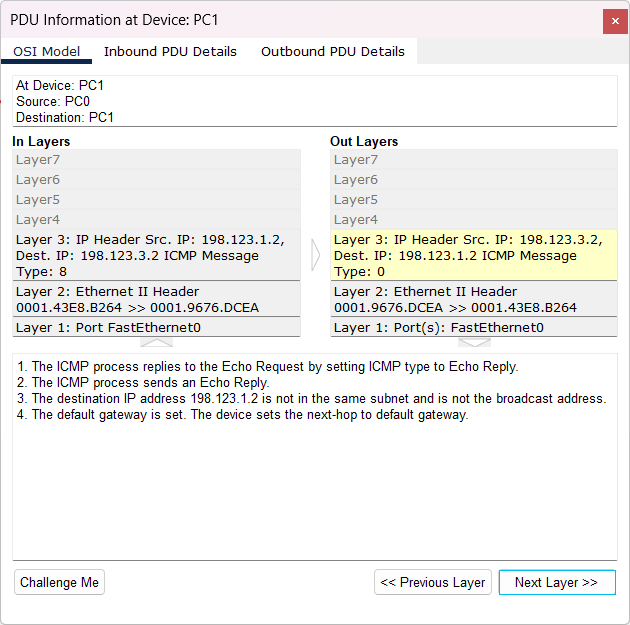 PDU Information at Device: PC1
OSI Model Inbound PDU Details Outbound PDU Details
At Device: PC1
Source: PC0
Destination: PC1
In Layers
Layer7
Layer6
Layer5
Layer4
Layer 3: IP Header Src. IP: 198.123.1.2,
Dest. IP: 198.123.3.2 ICMP Message
Type: 8
Layer 2: Ethernet II Header
0001.43E8.B264 >> 0001.9676.DCEA
Layer 1: Port FastEthernet0
Out Layers
Layer7
Layer6
Layer5
Layer4
Layer 3: IP Header Src. IP: 198.123.3.2,
Dest. IP: 198.123.1.2 ICMP Message
Type: 0
Layer 2: Ethernet II Header
0001.9676.DCEA >> 0001.43E8.B264
Layer 1: Port(s): FastEthernet0
1. The ICMP process replies to the Echo Request by setting ICMP type to Echo Reply.
2. The ICMP process sends an Echo Reply.
3. The destination IP address 198.123.1.2 is not in the same subnet and is not the broadcast address.
4. The default gateway is set. The device sets the next-hop to default gateway.
Challenge Me << Previous Layer Next Layer >>